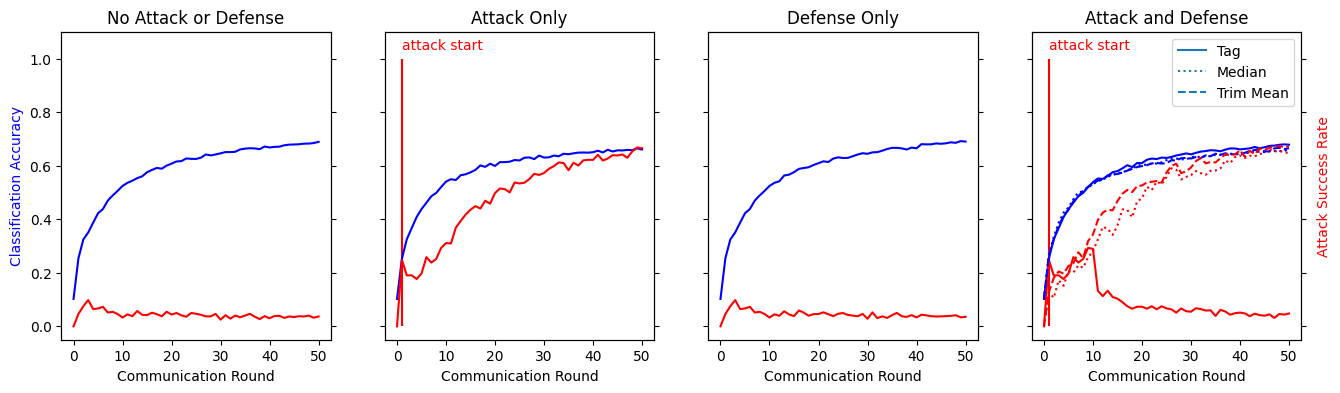 No Attack or Defense
Attack Only
Defense Only
Attack and Defense
Classification Accuracy
1.0
0.8
0.6
0.4
0.2
0.0
attack start
attack start
Tag
Median
Trim Mean
Attack Success Rate
0 10 20 30 40 50
0 10 20 30 40 50
0 10 20 30 40 50
0 10 20 30 40 50
Communication Round
Communication Round
Communication Round
Communication Round